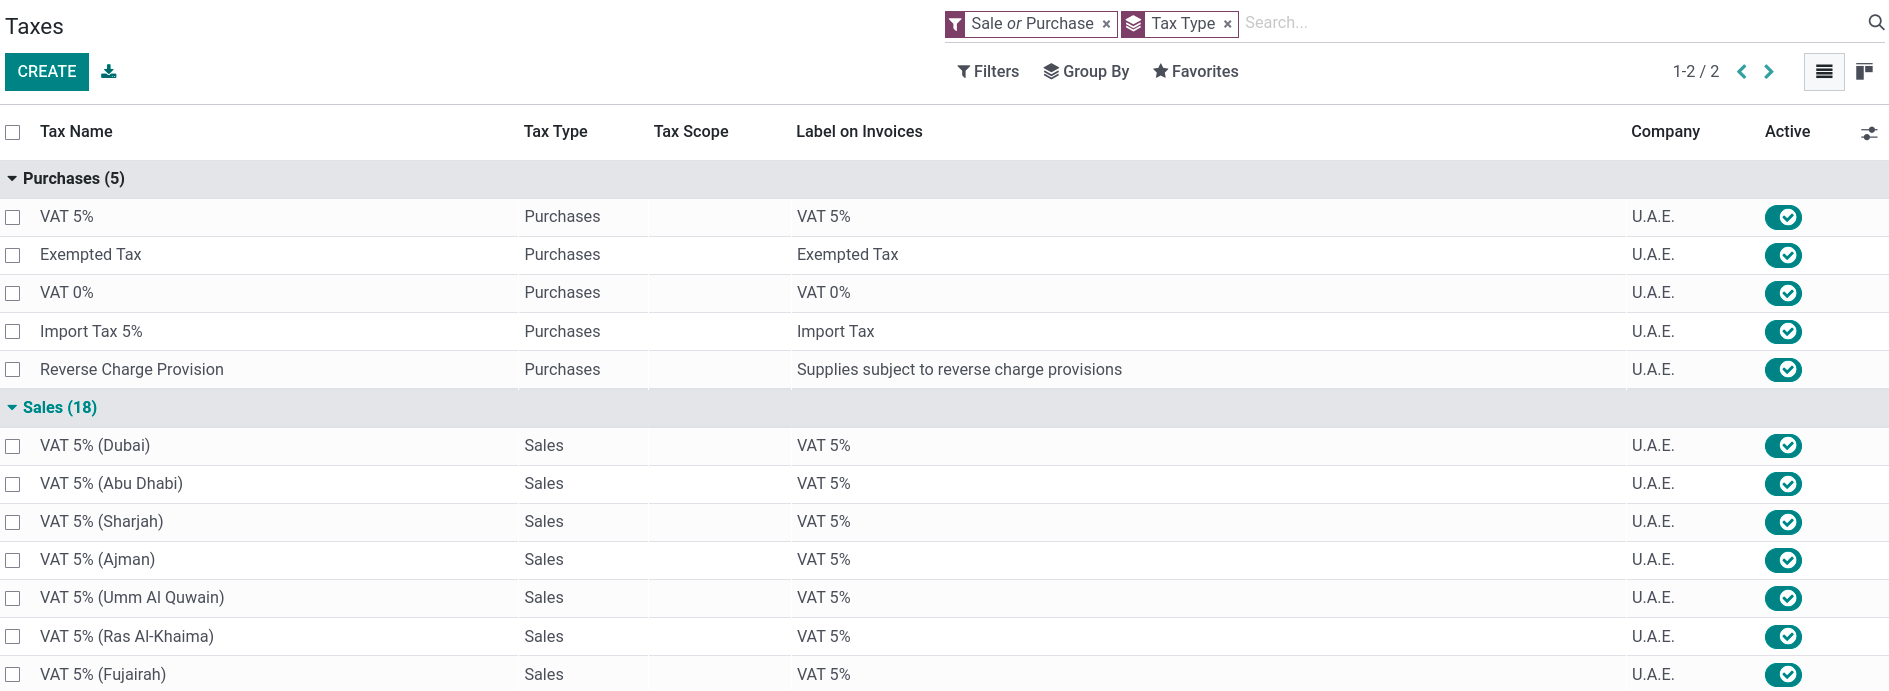 Taxes
Sale or Purchase × Tax Type × Search...
CREATE
Filters Group By Favorites 1-2 / 2
Tax Name Tax Type Tax Scope Label on Invoices Company Active
Purchases (5)
VAT 5% Purchases VAT 5% U.A.E.
Exempted Tax Purchases Exempted Tax U.A.E.
VAT 0% Purchases VAT 0% U.A.E.
Import Tax 5% Purchases Import Tax U.A.E.
Reverse Charge Provision Purchases Supplies subject to reverse charge provisions U.A.E.
Sales (18)
VAT 5% (Dubai) Sales VAT 5% U.A.E.
VAT 5% (Abu Dhabi) Sales VAT 5% U.A.E.
VAT 5% (Sharjah) Sales VAT 5% U.A.E.
VAT 5% (Ajman) Sales VAT 5% U.A.E.
VAT 5% (Umm Al Quwain) Sales VAT 5% U.A.E.
VAT 5% (Ras Al-Khaima) Sales VAT 5% U.A.E.
VAT 5% (Fujairah) Sales VAT 5% U.A.E.